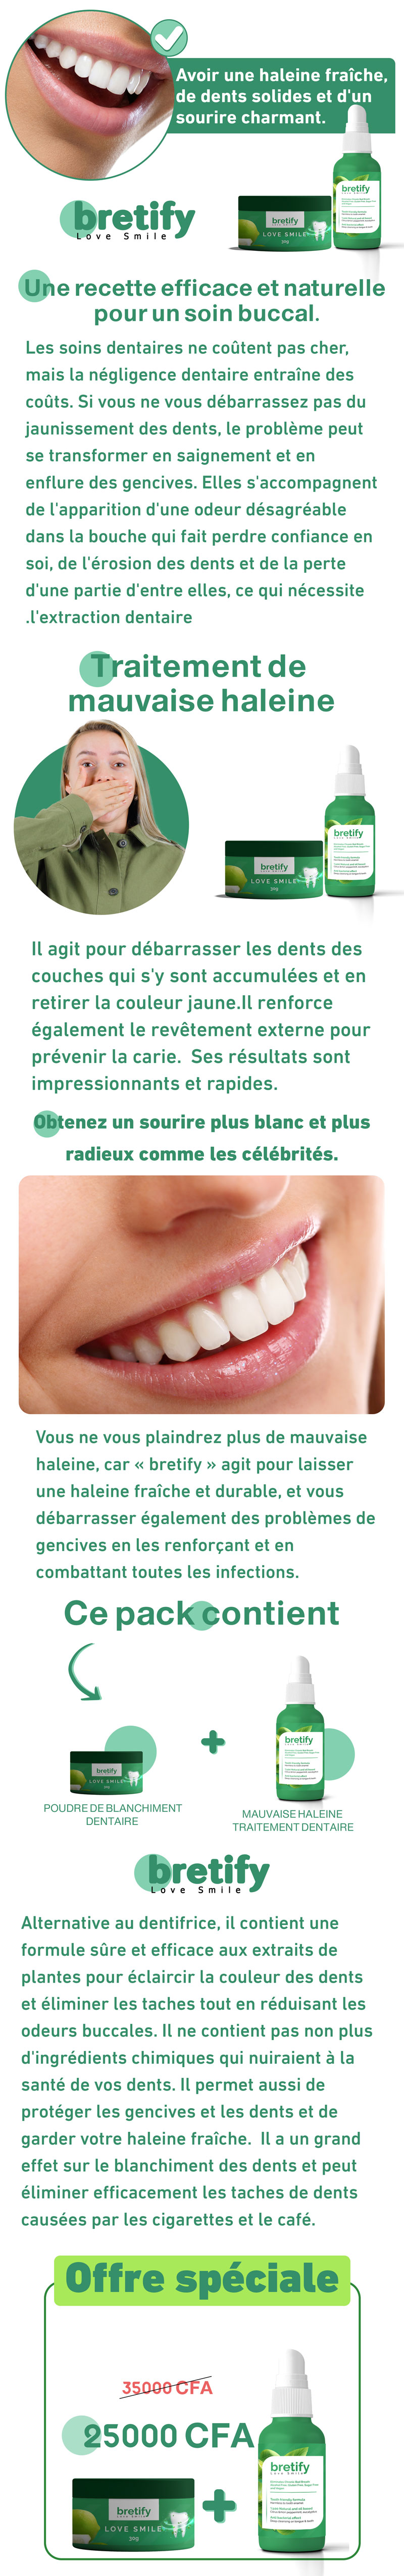 Avoir une haleine fraîche,
de dents solides et d'un
sourire charmant.
bretify
bretify
LOVE SMILE
30g
bretify
Love Smile
Une recette efficace et naturelle
pour un soin buccal.
Les soins dentaires ne coûtent pas cher,
mais la négligence dentaire entraîne des
coûts. Si vous ne vous débarrassez pas du
jaunissement des dents, le problème peut
se transformer en saignement et en
enflure des gencives. Elles s'accompagnent
de l'apparition d'une odeur désagréable
dans la bouche qui fait perdre confiance en
soi, de l'érosion des dents et de la perte
d'une partie d'entre elles, ce qui nécessite
.l'extraction dentaire
Traitement de
mauvaise haleine
bretify
bretify
LOVE SMILE
30g
Il agit pour débarrasser les dents des
couches qui s'y sont accumulées et en
retirer la couleur jaune.Il renforce
également le revêtement externe pour
prévenir la carie. Ses résultats sont
impressionnants et rapides.
Obtenez un sourire plus blanc et plus
radieux comme les célébrités.
Vous ne vous plaindrez plus de mauvaise
haleine, car « bretify » agit pour laisser
une haleine fraîche et durable, et vous
débarrasser également des problèmes de
gencives en les renforçant et en
combattant toutes les infections.
Ce pack contient
+
bretify
bretify
LOVE SMILE
POUDRE DE BLANCHIMENT
DENTAIRE
MAUVAISE HALEINE
TRAITEMENT DENTAIRE
bretify
Love Smile
Alternative au dentifrice, il contient une
formule sûre et efficace aux extraits de
plantes pour éclaircir la couleur des dents
et éliminer les taches tout en réduisant les
odeurs buccales. Il ne contient pas non plus
d'ingrédients chimiques qui nuiraient à la
santé de vos dents. Il permet aussi de
protéger les gencives et les dents et de
garder votre haleine fraîche. Il a un grand
effet sur le blanchiment des dents et peut
éliminer efficacement les taches de dents
causées par les cigarettes et le café.
Offre spéciale
35000 CFA
25000 CFA
bretify
Love Smile
bretify
LOVE SMILE
30g
+